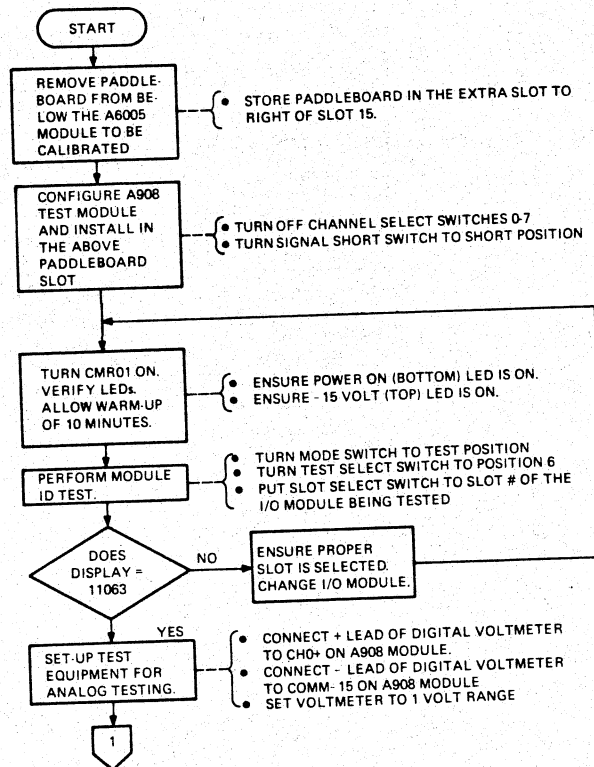 START
REMOVE PADDLE-
BOARD FROM BE-
LOW THE A6005
MODULE TO BE
CALIBRATED
• STORE PADDLEBOARD IN THE EXTRA SLOT TO
RIGHT OF SLOT 15.
CONFIGURE A908
TEST MODULE
AND INSTALL IN
THE ABOVE
PADDLEBOARD
SLOT
• TURN OFF CHANNEL SELECT SWITCHES 0-7
• TURN SIGNAL SHORT SWITCH TO SHORT POSITION
TURN CMR01 ON.
VERIFY LEDs.
ALLOW WARM-UP
OF 10 MINUTES.
• ENSURE POWER ON (BOTTOM) LED IS ON.
• ENSURE - 15 VOLT (TOP) LED IS ON.
PERFORM MODULE
ID TEST.
• TURN MODE SWITCH TO TEST POSITION
• TURN TEST SELECT SWITCH TO POSITION 6
• PUT SLOT SELECT SWITCH TO SLOT # OF THE
I/O MODULE BEING TESTED
DOES
DISPLAY =
11063
NO
ENSURE PROPER
SLOT IS SELECTED.
CHANGE I/O MODULE.
YES
SET-UP TEST
EQUIPMENT FOR
ANALOG TESTING.
• CONNECT + LEAD OF DIGITAL VOLTMETER
TO CH0+ ON A908 MODULE.
• CONNECT - LEAD OF DIGITAL VOLTMETER
TO COMM- 15 ON A908 MODULE
• SET VOLTMETER TO 1 VOLT RANGE
1